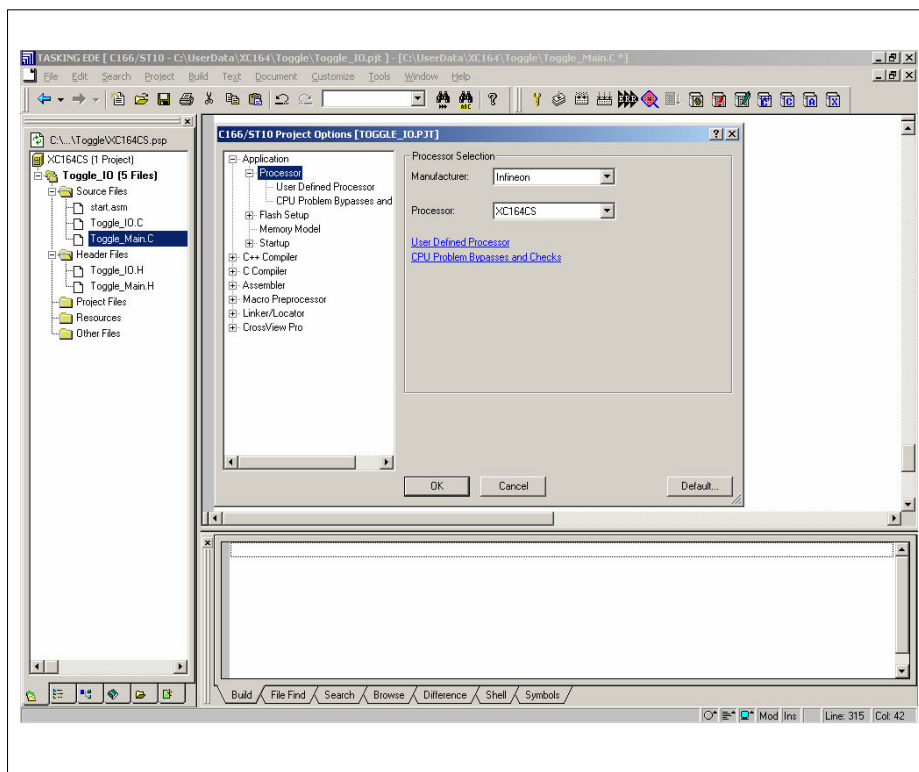 TASKING EDE [ C166/ST10 - C:\UserData\XC164\Toggle\Toggle_IO.pjt ] - [C:\UserData\XC164\Toggle\Toggle_Main.C *]
File Edit Search Project Build Text Document Customize Tools Window Help
C:\...\Toggle\XC164CS.psp
XC164CS (1 Project)
Toggle_IO (5 Files)
Source Files
start.asm
Toggle_IO.C
Toggle_Main.C
Header Files
Toggle_IO.H
Toggle_Main.H
Project Files
Resources
Other Files
C166/ST10 Project Options [TOGGLE_IO.PJT]
Application
Processor
User Defined Processor
CPU Problem Bypasses and
Flash Setup
Memory Model
Startup
C++ Compiler
C Compiler
Assembler
Macro Preprocessor
Linker/Locator
CrossView Pro
Processor Selection
Manufacturer: Infineon
Processor: XC164CS
User Defined Processor
CPU Problem Bypasses and Checks
OK Cancel Default...
Build File Find Search Browse Difference Shell Symbols
Mod Ins Line: 315 Col: 42